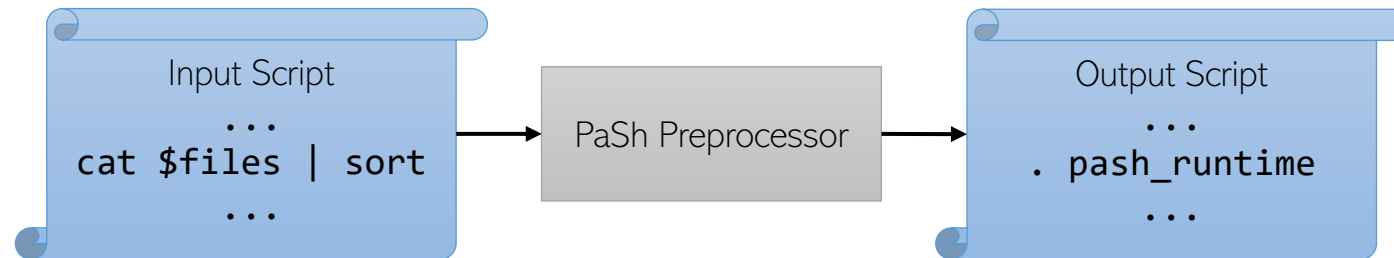 Input Script
...
cat $files | sort
...
PaSh Preprocessor
Output Script
...
. pash_runtime
...